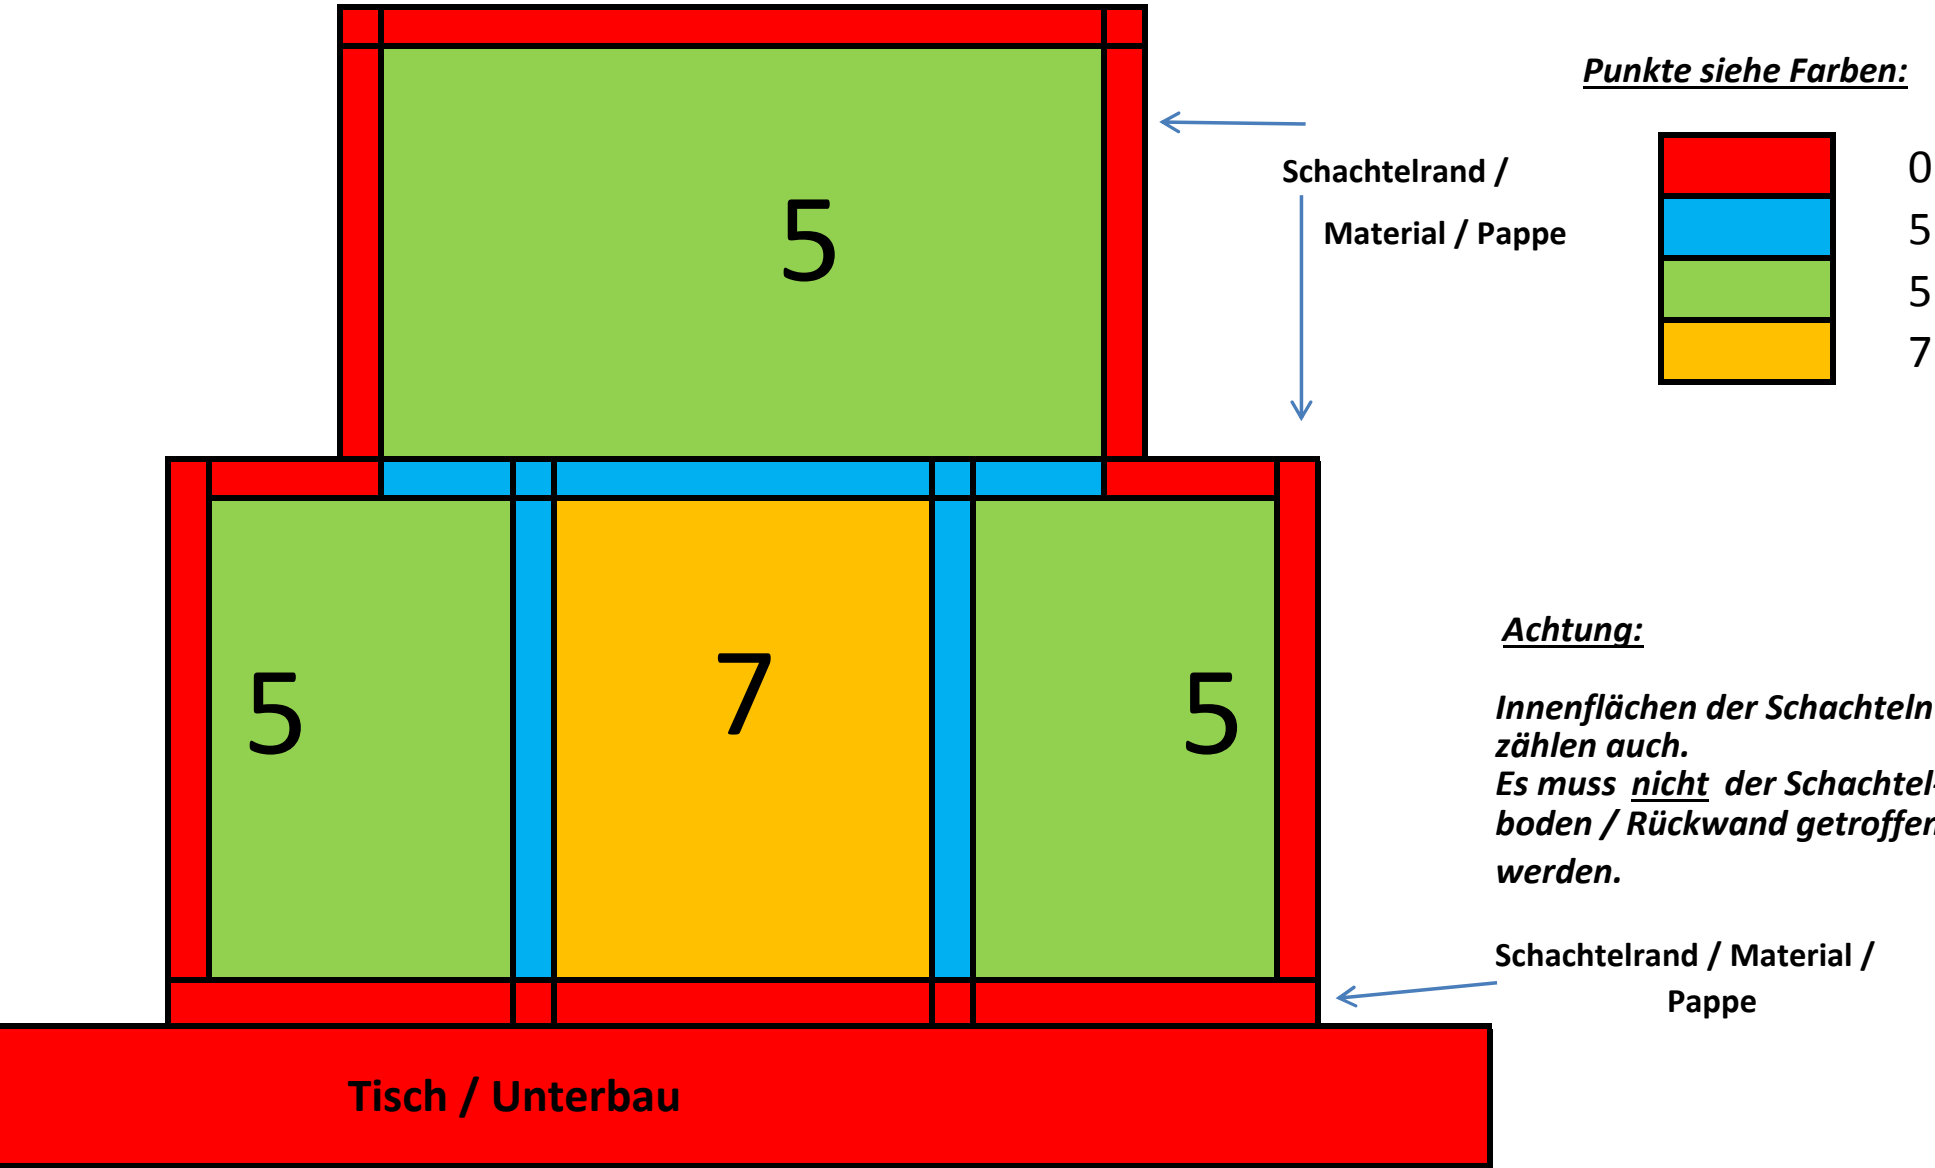 Punkte siehe Farben:
0
5
5
7
Schachtelrand /
Material / Pappe
5
5
7
5
Achtung:
Innenflächen der Schachteln
zählen auch.
Es muss nicht der Schachtel-
boden / Rückwand getroffen
werden.
Schachtelrand / Material /
Pappe
Tisch / Unterbau